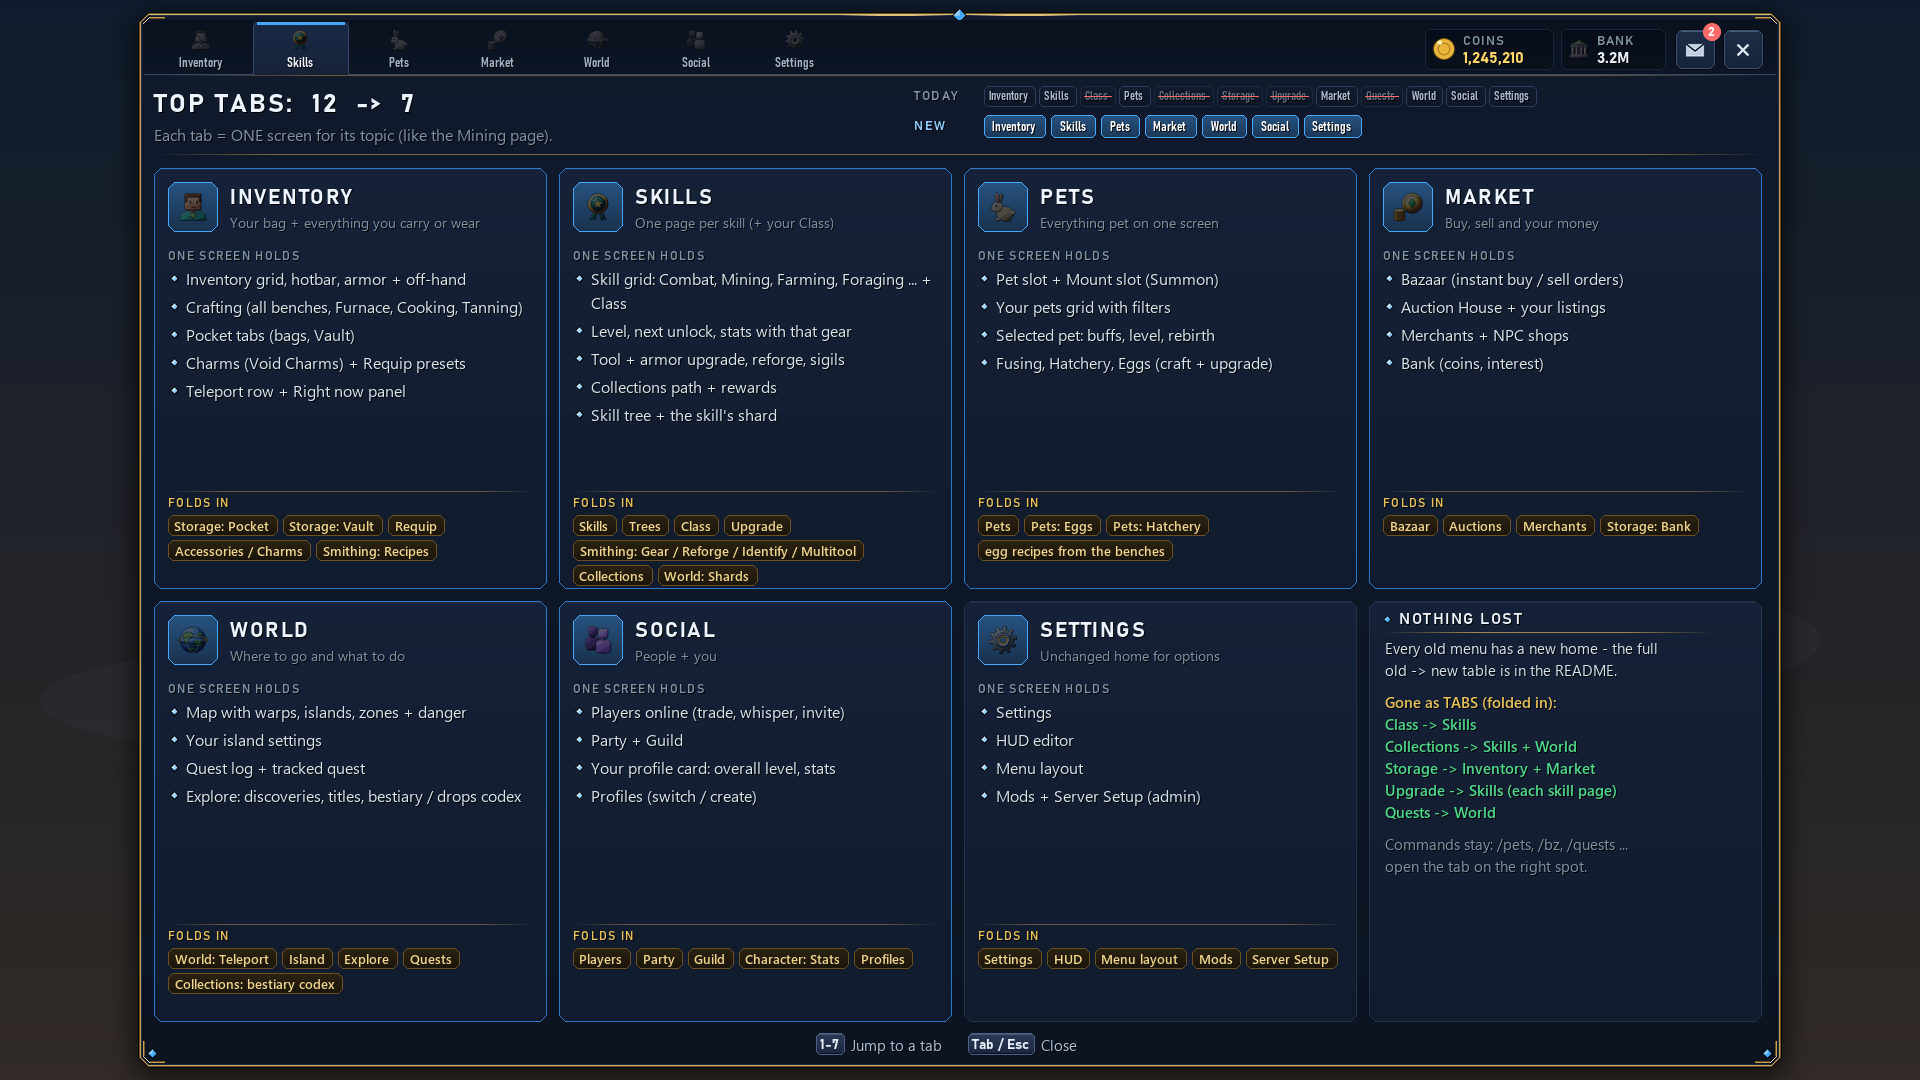 Inventory
Skills
Pets
Market
World
Social
Settings
COINS
1,245,210
BANK
3.2M
2
TOP TABS: 12 -> 7
Each tab = ONE screen for its topic (like the Mining page).
TODAY
Inventory Skills Class Pets Collections Storage Upgrade Market Quests World Social Settings
NEW
Inventory Skills Pets Market World Social Settings
INVENTORY
Your bag + everything you carry or wear
ONE SCREEN HOLDS
Inventory grid, hotbar, armor + off-hand
Crafting (all benches, Furnace, Cooking, Tanning)
Pocket tabs (bags, Vault)
Charms (Void Charms) + Requip presets
Teleport row + Right now panel
FOLDS IN
Storage: Pocket Storage: Vault Requip
Accessories / Charms Smithing: Recipes
SKILLS
One page per skill (+ your Class)
ONE SCREEN HOLDS
Skill grid: Combat, Mining, Farming, Foraging ... +
Class
Level, next unlock, stats with that gear
Tool + armor upgrade, reforge, sigils
Collections path + rewards
Skill tree + the skill's shard
FOLDS IN
Skills Trees Class Upgrade
Smithing: Gear / Reforge / Identify / Multitool
Collections World: Shards
PETS
Everything pet on one screen
ONE SCREEN HOLDS
Pet slot + Mount slot (Summon)
Your pets grid with filters
Selected pet: buffs, level, rebirth
Fusing, Hatchery, Eggs (craft + upgrade)
FOLDS IN
Pets Pets: Eggs Pets: Hatchery
egg recipes from the benches
MARKET
Buy, sell and your money
ONE SCREEN HOLDS
Bazaar (instant buy / sell orders)
Auction House + your listings
Merchants + NPC shops
Bank (coins, interest)
FOLDS IN
Bazaar Auctions Merchants Storage: Bank
WORLD
Where to go and what to do
ONE SCREEN HOLDS
Map with warps, islands, zones + danger
Your island settings
Quest log + tracked quest
Explore: discoveries, titles, bestiary / drops codex
FOLDS IN
World: Teleport Island Explore Quests
Collections: bestiary codex
SOCIAL
People + you
ONE SCREEN HOLDS
Players online (trade, whisper, invite)
Party + Guild
Your profile card: overall level, stats
Profiles (switch / create)
FOLDS IN
Players Party Guild Character: Stats Profiles
SETTINGS
Unchanged home for options
ONE SCREEN HOLDS
Settings
HUD editor
Menu layout
Mods + Server Setup (admin)
FOLDS IN
Settings HUD Menu layout Mods Server Setup
NOTHING LOST
Every old menu has a new home - the full
old -> new table is in the README.
Gone as TABS (folded in):
Class -> Skills
Collections -> Skills + World
Storage -> Inventory + Market
Upgrade -> Skills (each skill page)
Quests -> World
Commands stay: /pets, /bz, /quests ...
open the tab on the right spot.
1-7 Jump to a tab Tab / Esc Close